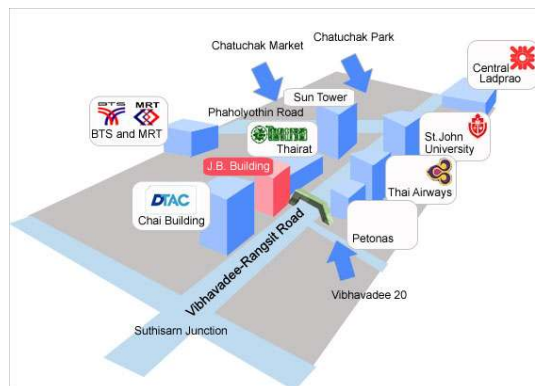 Chatuchak Market
Chatuchak Park
Central
Ladprao
Sun Tower
BTS
MRT
BTS and MRT
Phaholyothin Road
Thairat
St.John
University
J.B. Building
DTAC
Chai Building
Thai Airways
Petonas
Vibhavadee-Rangsit Road
Vibhavadee 20
Suthisarn Junction